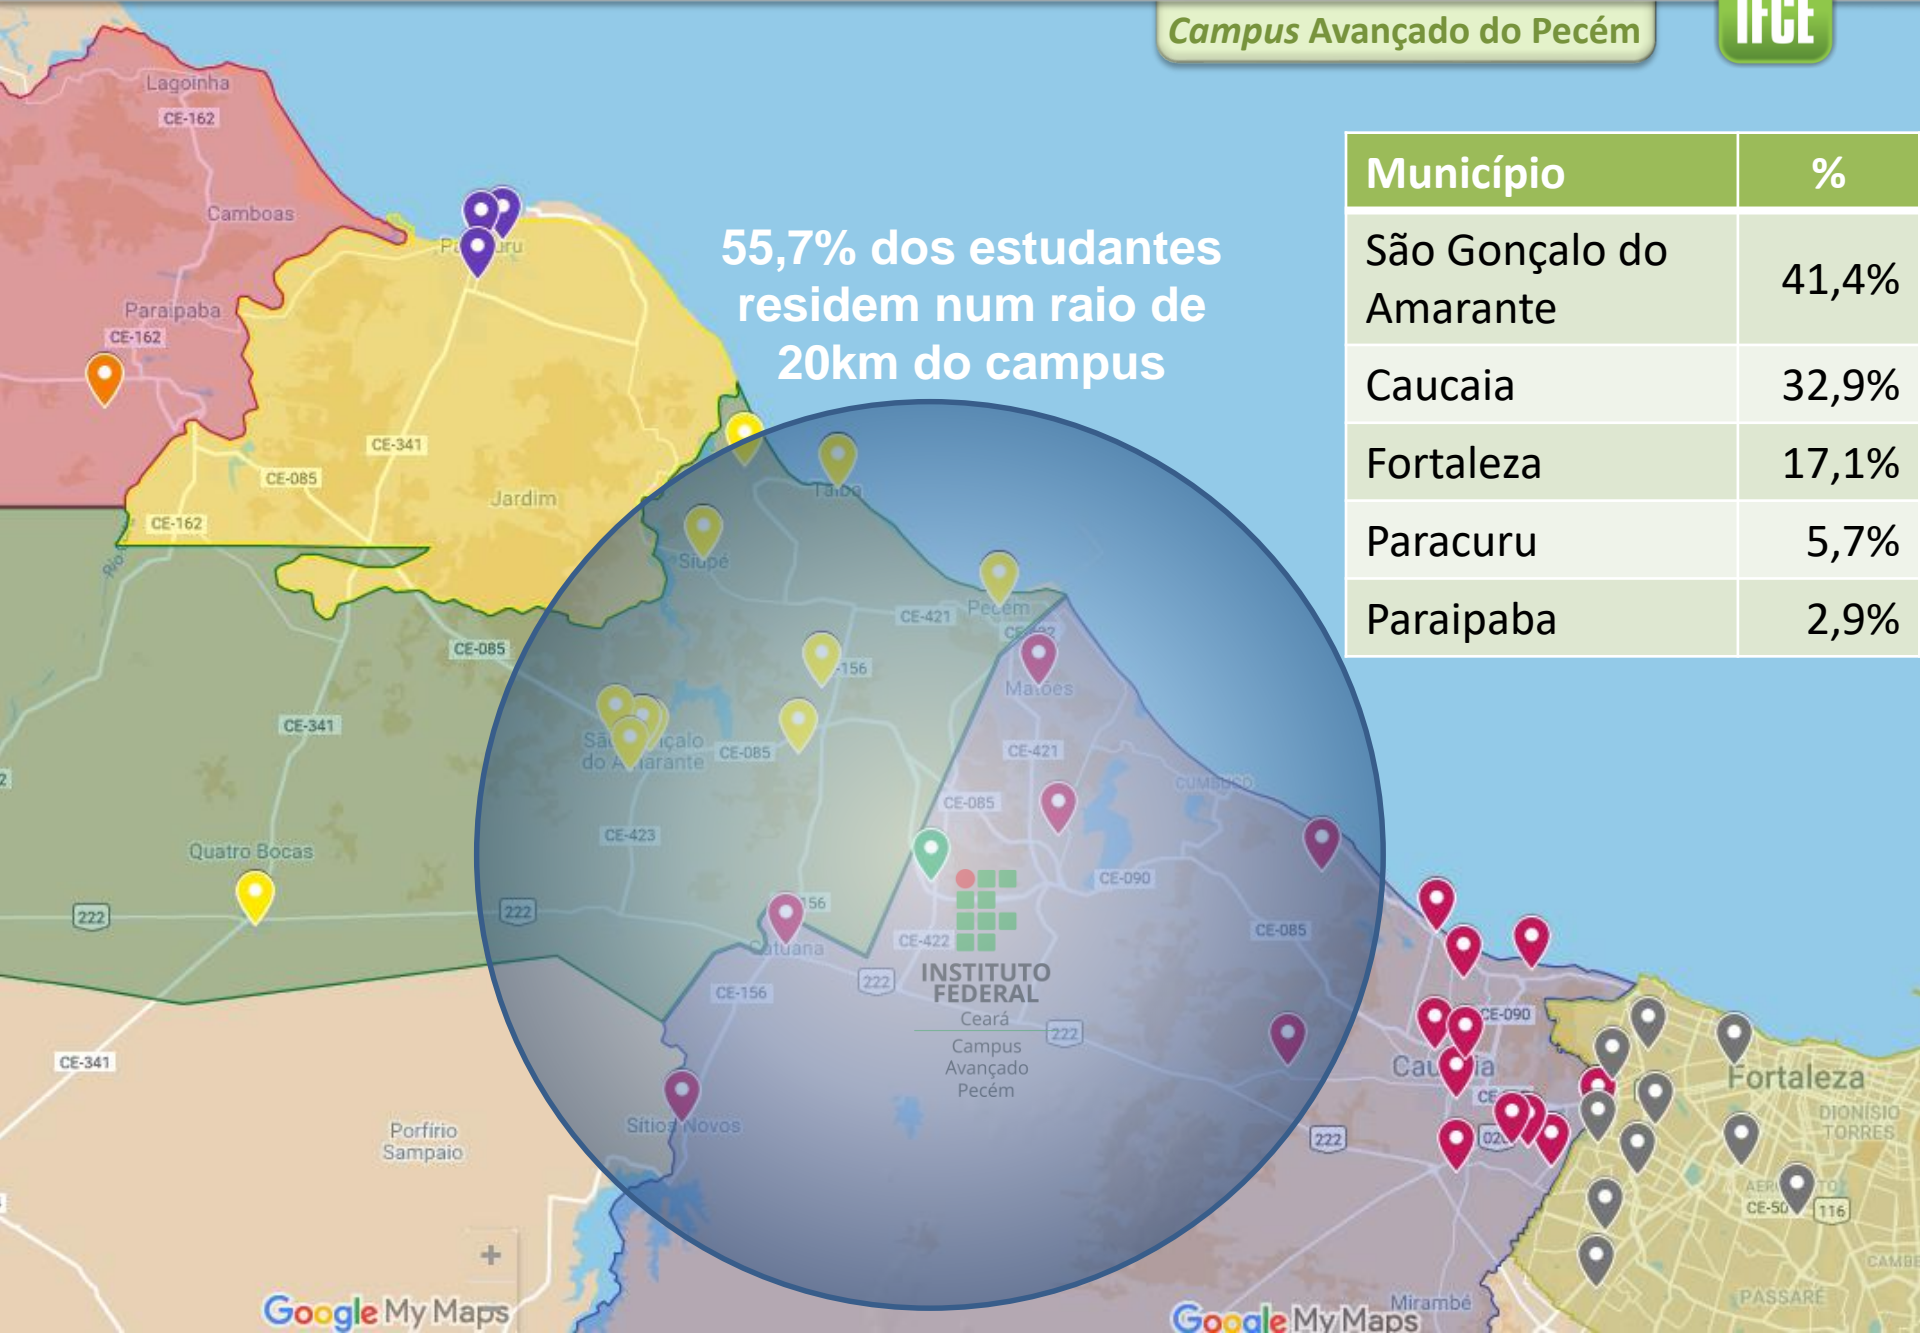 Campus Avançado do Pecém
IFCE
Município %
São Gonçalo do
Amarante 41,4%
Caucaia 32,9%
Fortaleza 17,1%
Paracuru 5,7%
Paraipaba 2,9%
55,7% dos estudantes
residem num raio de
20km do campus
Lagoinha
CE-162
Camboas
Paraipaba
CE-162
CE-341
CE-085
Jardim
CE-162
Taíba
Siupé
CE-421
Pecém
CE-085
-156
Matões
CE-341
CE-085
CE-421
CUMBUCO
CE-085
CE-423
Quatro Bocas
CE-090
222
222
156
CE-085
CE-422
Catuana
222
CE-156
INSTITUTO
FEDERAL
Ceará
Campus
Avançado
Pecém
222
CE-090
CE-341
Fortaleza
DIONÍSIO
TORRES
Sítios Novos
Porfírio
Sampaio
222
116
PASSARÉ
Mirambé
Google My Maps
Google My Maps